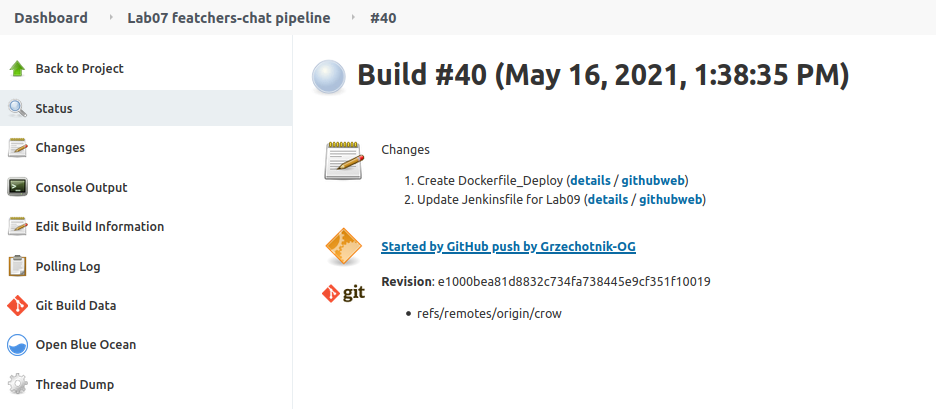 Dashboard Lab07 featchers-chat pipeline #40
Back to Project
Status
Changes
Console Output
Edit Build Information
Polling Log
Git Build Data
Open Blue Ocean
Thread Dump
Build #40 (May 16, 2021, 1:38:35 PM)
Changes
1. Create Dockerfile_Deploy (details / githubweb)
2. Update Jenkinsfile for Lab09 (details / githubweb)
Started by GitHub push by Grzechotnik-OG
git
Revision: e1000bea81d8832c734fa738445e9cf351f10019
• refs/remotes/origin/crow